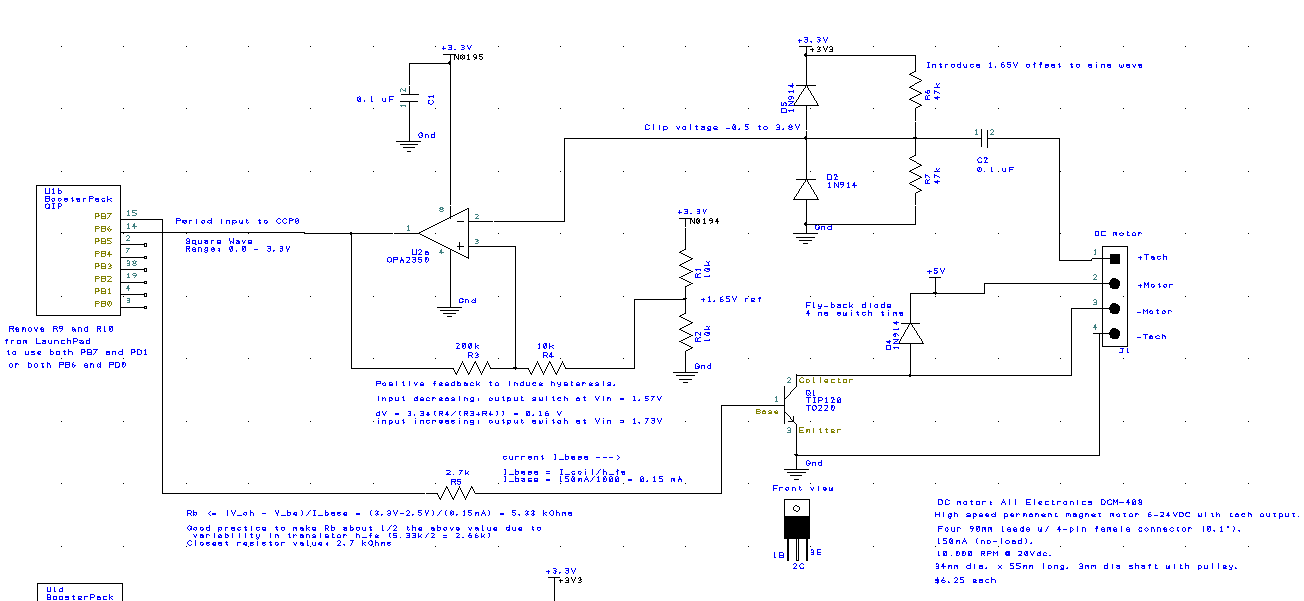 +3.3V
N0195
0.1 uF
2
1
C1
Gnd
+3.3V
+3V3
Introduce 1.65V offset to sine wave
D5
1N914
R6
47k
Clip voltage -0.5 to 3.8V
1 2
C2
0.1uF
D2
1N914
R7
47k
Gnd
U1b
BoosterPack
QIP
PB7 15
PB6 14
PB5 2
PB4 7
PB3 38
PB2 19
PB1 4
PB0 3
Period input to CCP0
Square Wave
Range: 0.0 - 3.3V
Remove R9 and R10
from LaunchPad
to use both PB7 and PD1
or both PB6 and PD0
8
1
2
3
4
U2a
OPA2350
Gnd
+3.3V
N0194
R1
10k
+1.65V ref
R2
10k
Gnd
200k
R3
10k
R4
Positive feedback to induce hysteresis.
Input decreasing: output switch at Vin = 1.57V
dV = 3.3*(R4/(R3+R4)) = 0.16 V
Input increasing: output switch at Vin = 1.73V
DC motor
1 +Tach
2 +Motor
3 -Motor
4 -Tach
J1
+5V
Fly-back diode
4 ns switch time
D4
1N914
2 Collector
Q1
TIP120
TO220
1
Base
3 Emitter
Gnd
current I_base --->
I_base = I_coil/h_fe
I_base = 150mA/1000 = 0.15 mA
2.7k
R5
Rb <= (V_oh - V_be)/I_base = (3.3V-2.5V)/(0.15mA) = 5.33 kOhms
Good practice to make Rb about 1/2 the above value due to
variability in transistor h_fe (5.33k/2 = 2.66k)
Closest resistor value: 2.7 kOhms
Front view
1B
3E
2C
DC motor: All Electronics DCM-408
High speed permanent magnet motor 6-24VDC with tach output.
Four 90mm leads w/ 4-pin female connector (0.1").
150mA (no-load).
10,000 RPM @ 20Vdc.
34mm dia. x 55mm long. 3mm dia shaft with pulley.
$6.25 each
U1d
BoosterPack
+3.3V
+3V3